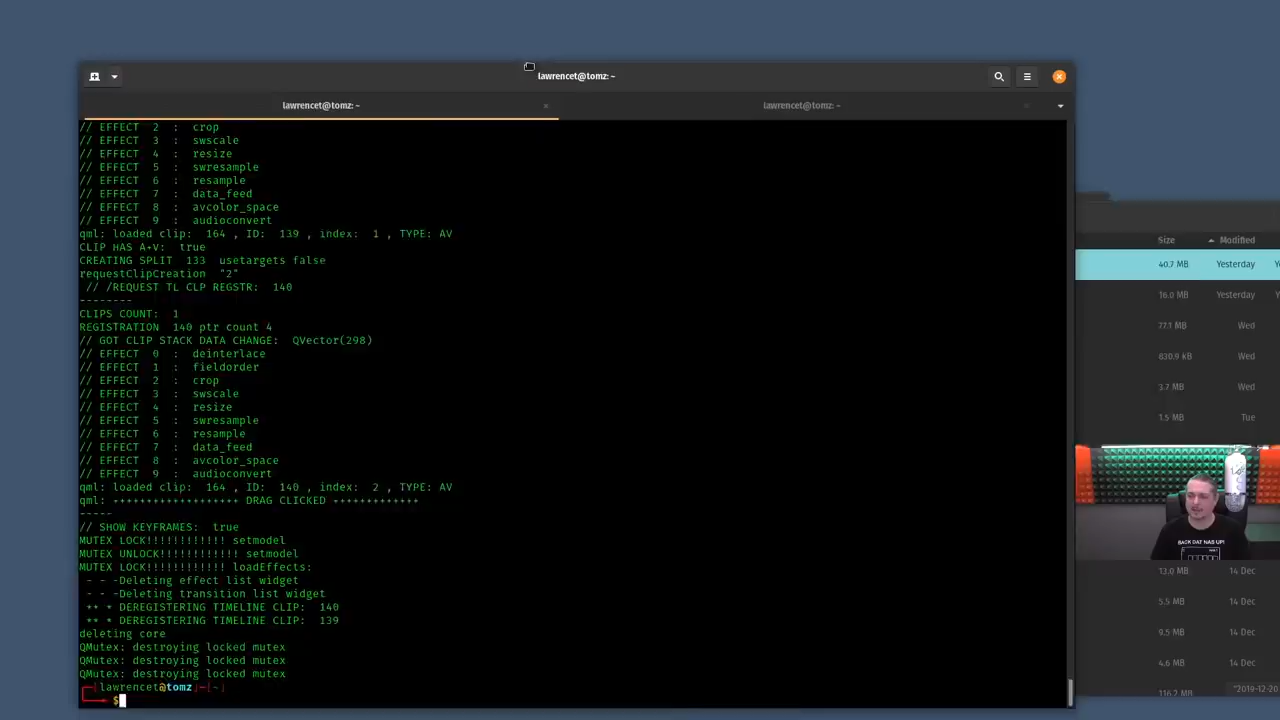 lawrencet@tomz: ~
lawrencet@tomz: ~
lawrencet@tomz: ~
// EFFECT  2  :  crop
// EFFECT  3  :  swscale
// EFFECT  4  :  resize
// EFFECT  5  :  swresample
// EFFECT  6  :  resample
// EFFECT  7  :  data_feed
// EFFECT  8  :  avcolor_space
// EFFECT  9  :  audioconvert
qml: loaded clip:  164 , ID:  139 , index:  1 , TYPE: AV
CLIP HAS A+V:  true
CREATING SPLIT  133  usetargets false
requestClipCreation  "2"
// /REQUEST TL CLP REGSTR:  140
--------
CLIPS COUNT:  1
REGISTRATION  140 ptr count 4
// GOT CLIP STACK DATA CHANGE:  QVector(298)
// EFFECT  0  :  deinterlace
// EFFECT  1  :  fieldorder
// EFFECT  2  :  crop
// EFFECT  3  :  swscale
// EFFECT  4  :  resize
// EFFECT  5  :  swresample
// EFFECT  6  :  resample
// EFFECT  7  :  data_feed
// EFFECT  8  :  avcolor_space
// EFFECT  9  :  audioconvert
qml: loaded clip:  164 , ID:  140 , index:  2 , TYPE: AV
qml: +++++++++++++++++++ DRAG CLICKED +++++++++++++
-----
// SHOW KEYFRAMES:  true
MUTEX LOCK!!!!!!!!!!!! setmodel
MUTEX UNLOCK!!!!!!!!!!!! setmodel
MUTEX LOCK!!!!!!!!!!!! loadEffects:
- - -Deleting effect list widget
- - -Deleting transition list widget
** * DEREGISTERING TIMELINE CLIP:  140
** * DEREGISTERING TIMELINE CLIP:  139
deleting core
QMutex: destroying locked mutex
QMutex: destroying locked mutex
QMutex: destroying locked mutex
[lawrencet@tomz]-[~]
$
Size Modified
40.7 MB Yesterday
16.0 MB Yesterday
77.1 MB Wed
830.9 kB Wed
3.7 MB Wed
1.5 MB Tue
BACK DAT NAS UP!
13.0 MB 14 Dec
5.5 MB 14 Dec
9.5 MB 14 Dec
4.6 MB 14 Dec
116.2 MB
"2019-12-20